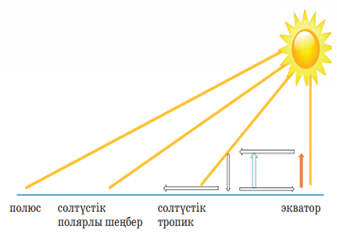 полюс солтүстік солтүстік экватор
полярлы шеңбер тропик